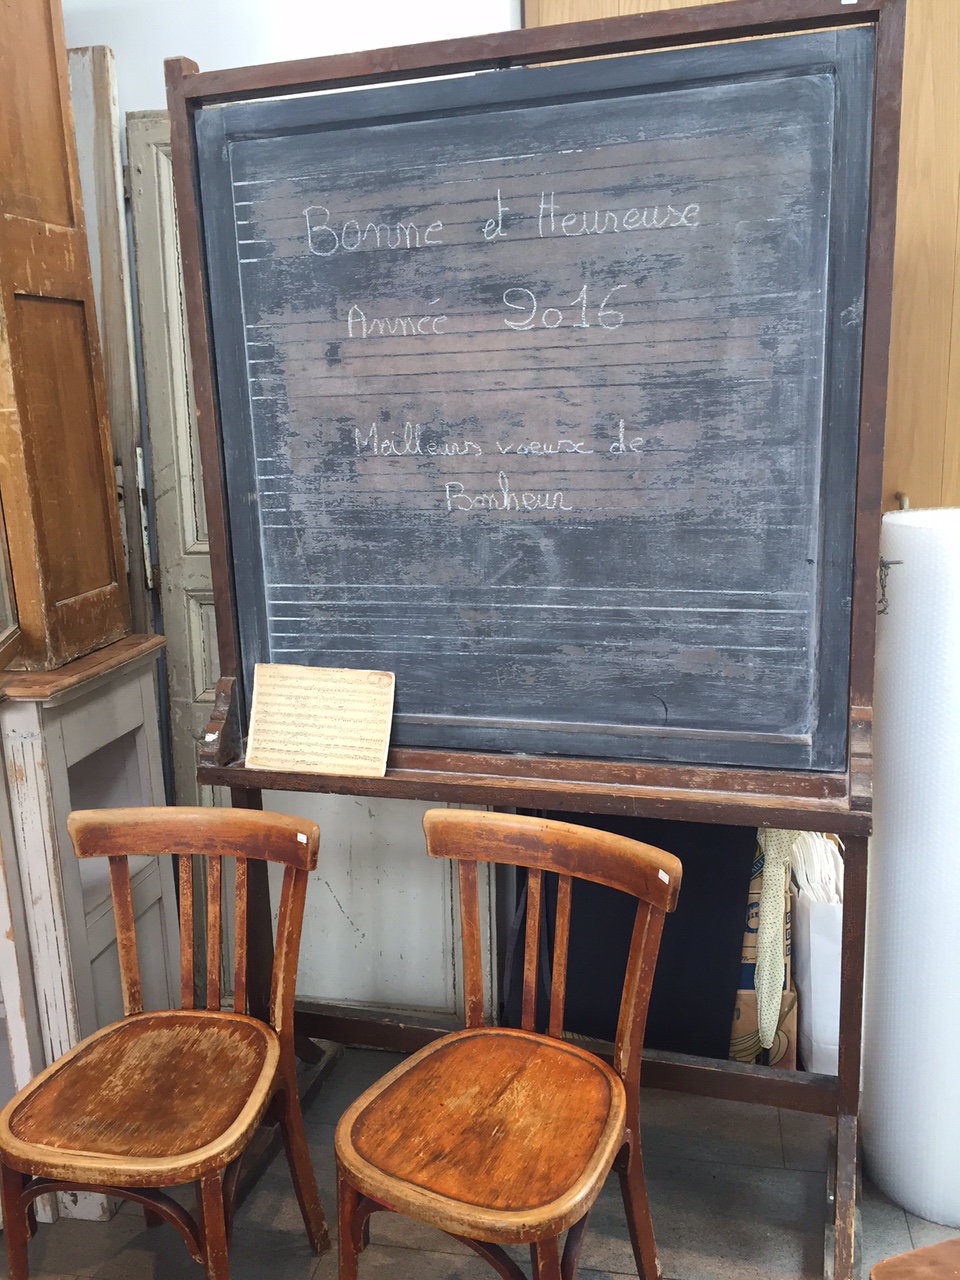 Bonne et Heureuse
Année 2016
Meilleurs voeux de
Bonheur